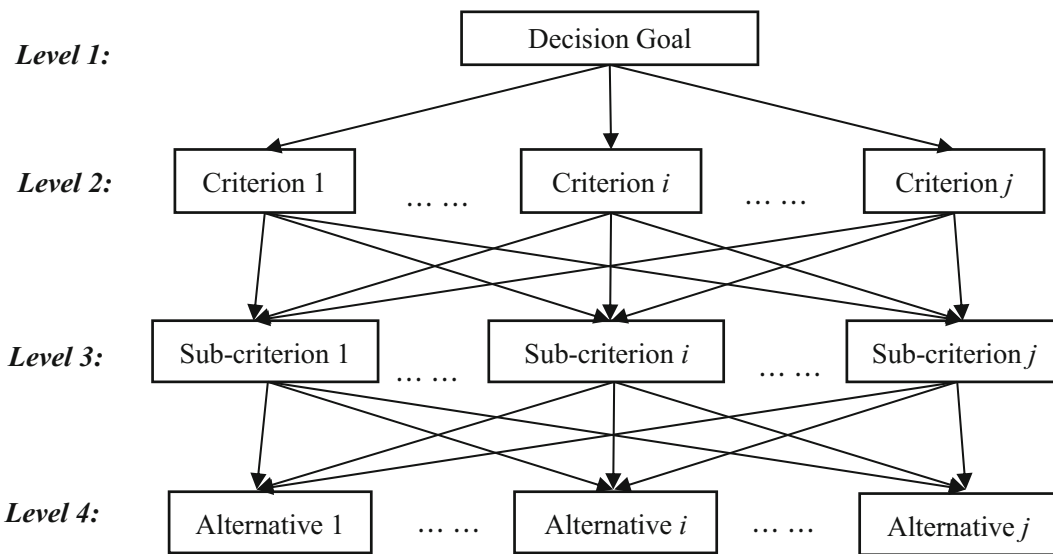 Level 1:
Decision Goal
Level 2:
Criterion 1
… …
Criterion i
… …
Criterion j
Level 3:
Sub-criterion 1
… …
Sub-criterion i
… …
Sub-criterion j
Level 4:
Alternative 1
… …
Alternative i
… …
Alternative j